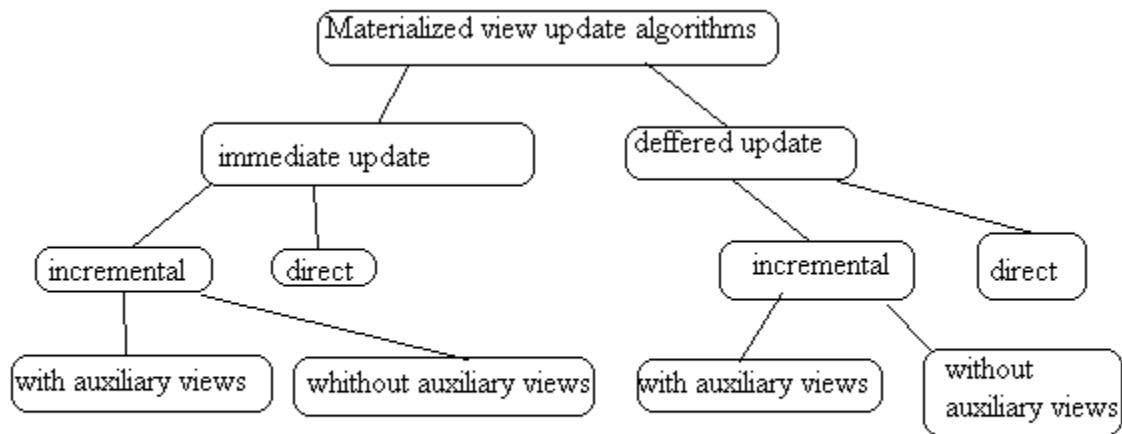 Materialized view update algorithms
immediate update
deffered update
incremental
direct
incremental
direct
with auxiliary views
whithout auxiliary views
with auxiliary views
without
auxiliary views